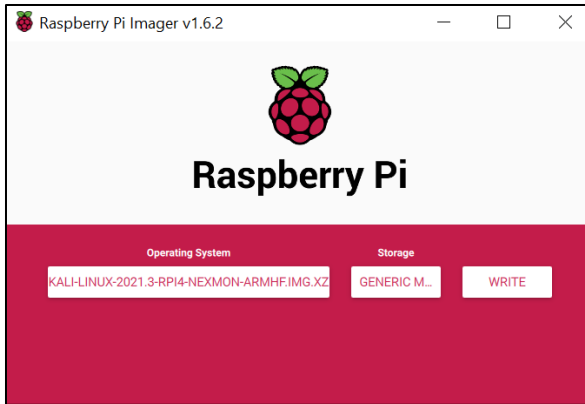 Raspberry Pi Imager v1.6.2
Raspberry Pi
Operating System
Storage
KALI-LINUX-2021.3-RPI4-NEXMON-ARMHF.IMG.XZ
GENERIC M...
WRITE